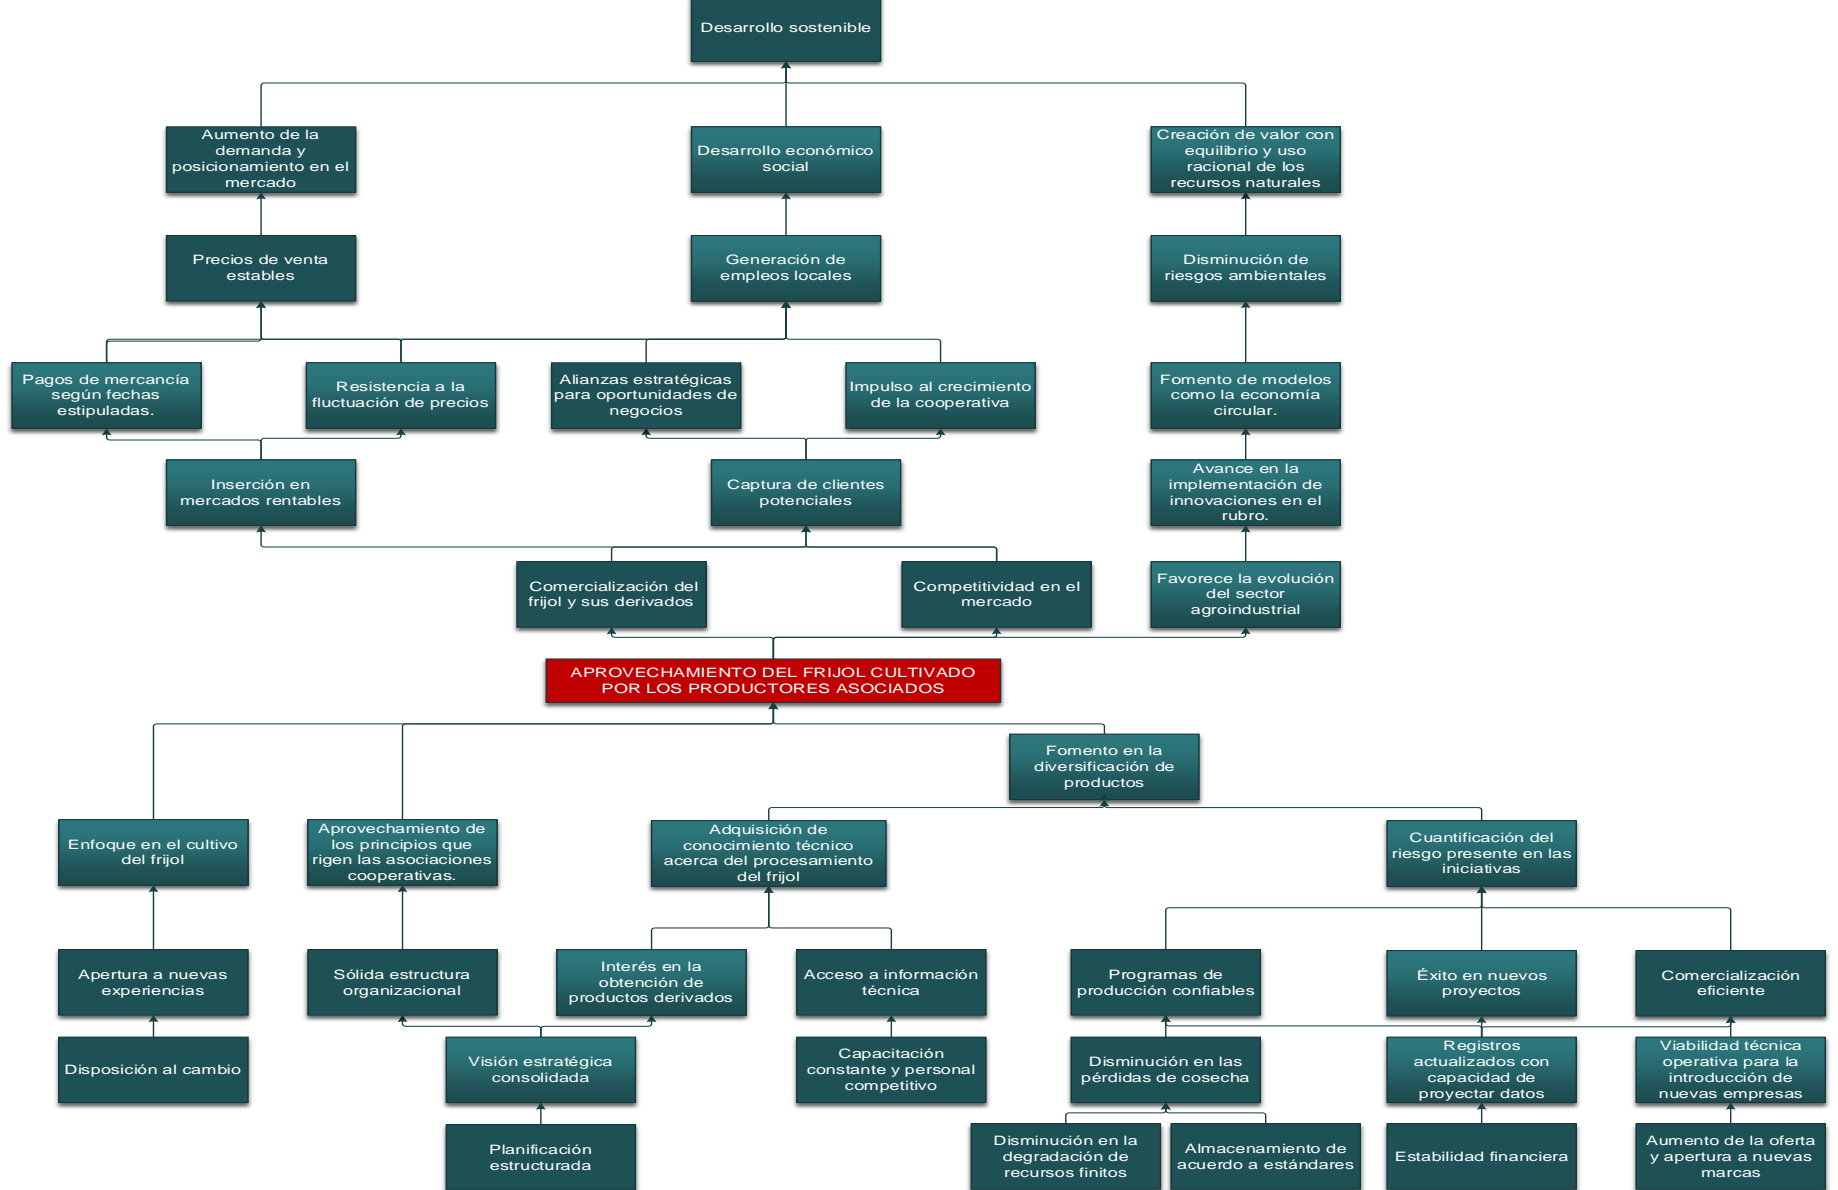 Desarrollo sostenible
Aumento de la
demanda y
posicionamiento en el
mercado
Desarrollo económico
social
Creación de valor con
equilibrio y uso
racional de los
recursos naturales
Precios de venta
estables
Generación de
empleos locales
Disminución de
riesgos ambientales
Pagos de mercancía
según fechas
estipuladas.
Resistencia a la
fluctuación de precios
Alianzas estratégicas
para oportunidades de
negocios
Impulso al crecimiento
de la cooperativa
Fomento de modelos
como la economía
circular.
Inserción en
mercados rentables
Captura de clientes
potenciales
Avance en la
implementación de
innovaciones en el
rubro.
Comercialización del
frijol y sus derivados
Competitividad en el
mercado
Favorece la evolución
del sector
agroindustrial
APROVECHAMIENTO DEL FRIJOL CULTIVADO
POR LOS PRODUCTORES ASOCIADOS
Fomento en la
diversificación de
productos
Enfoque en el cultivo
del frijol
Aprovechamiento de
los principios que
rigen las asociaciones
cooperativas.
Adquisición de
conocimiento técnico
acerca del procesamiento
del frijol
Cuantificación del
riesgo presente en las
iniciativas
Apertura a nuevas
experiencias
Sólida estructura
organizacional
Interés en la
obtención de
productos derivados
Acceso a información
técnica
Programas de
producción confiables
Éxito en nuevos
proyectos
Comercialización
eficiente
Disposición al cambio
Visión estratégica
consolidada
Capacitación
constante y personal
competitivo
Disminución en las
pérdidas de cosecha
Registros
actualizados con
capacidad de
proyectar datos
Viabilidad técnica
operativa para la
introducción de
nuevas empresas
Planificación
estructurada
Disminución en la
degradación de
recursos finitos
Almacenamiento de
acuerdo a estándares
Estabilidad financiera
Aumento de la oferta
y apertura a nuevas
marcas